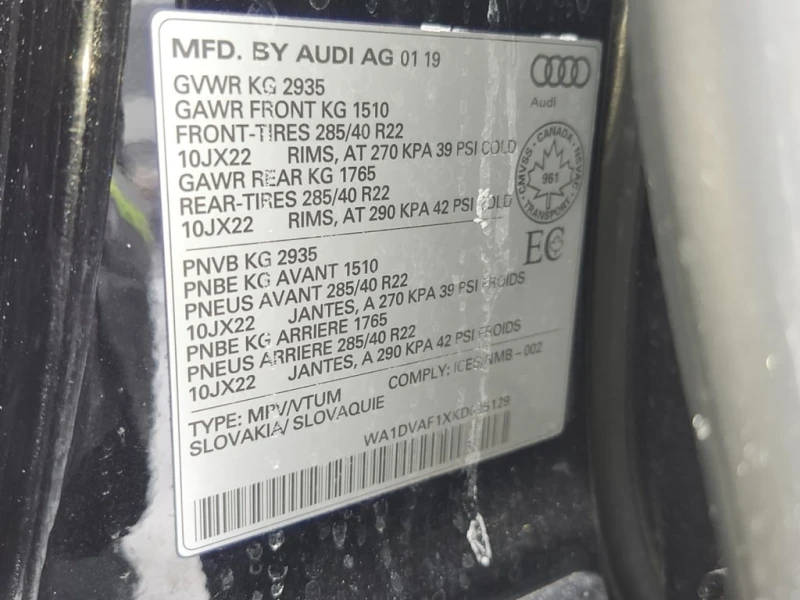 MFD. BY AUDI AG 01 19
Audi
GVWR KG 2935
GAWR FRONT KG 1510
FRONT-TIRES 285/40 R22
10JX22 RIMS, AT 270 KPA 39 PSI COLD
GAWR REAR KG 1765
REAR-TIRES 285/40 R22
10JX22 RIMS, AT 290 KPA 42 PSI COLD
CANADA
CMVSS - NSVAC
961
TRANSPORT
EC
PNVB KG 2935
PNBE KG AVANT 1510
PNEUS AVANT 285/40 R22
10JX22 JANTES, A 270 KPA 39 PSI FROIDS
PNBE KG ARRIERE 1765
PNEUS ARRIERE 285/40 R22
10JX22 JANTES, A 290 KPA 42 PSI FROIDS
TYPE: MPV/VTUM COMPLY: ICES/NMB-002
SLOVAKIA/ SLOVAQUIE